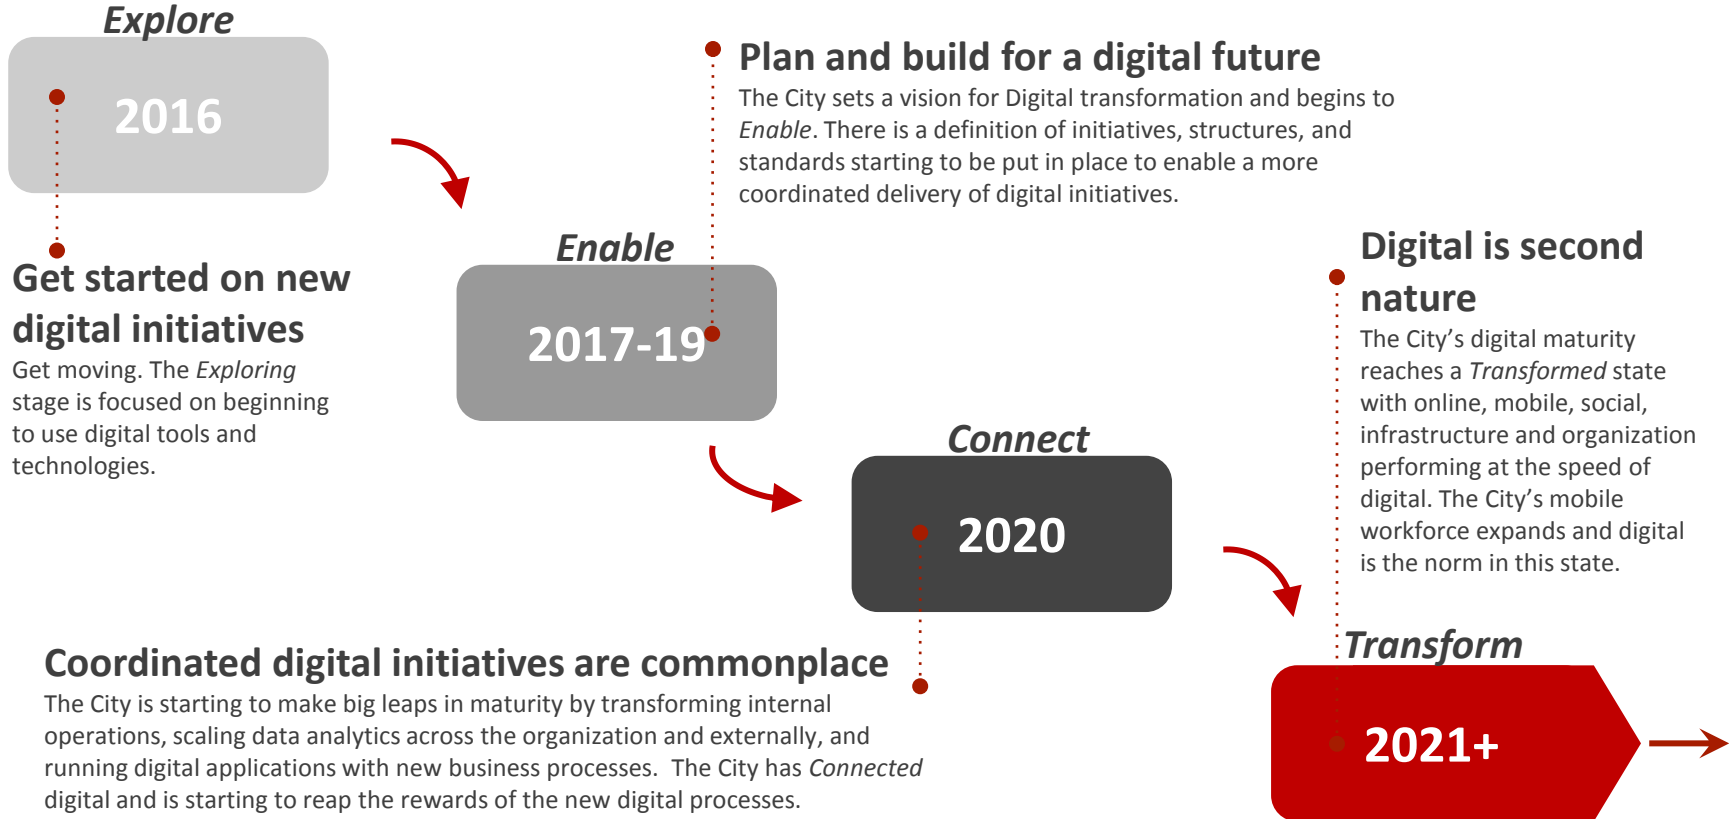 Explore
2016
Get started on new
digital initiatives
Get moving. The Exploring
stage is focused on beginning
to use digital tools and
technologies.
Plan and build for a digital future
The City sets a vision for Digital transformation and begins to
Enable. There is a definition of initiatives, structures, and
standards starting to be put in place to enable a more
coordinated delivery of digital initiatives.
Enable
2017-19
Connect
2020
Coordinated digital initiatives are commonplace
The City is starting to make big leaps in maturity by transforming internal
operations, scaling data analytics across the organization and externally, and
running digital applications with new business processes.  The City has Connected
digital and is starting to reap the rewards of the new digital processes.
Digital is second
nature
The City’s digital maturity
reaches a Transformed state
with online, mobile, social,
infrastructure and organization
performing at the speed of
digital. The City’s mobile
workforce expands and digital
is the norm in this state.
Transform
2021+